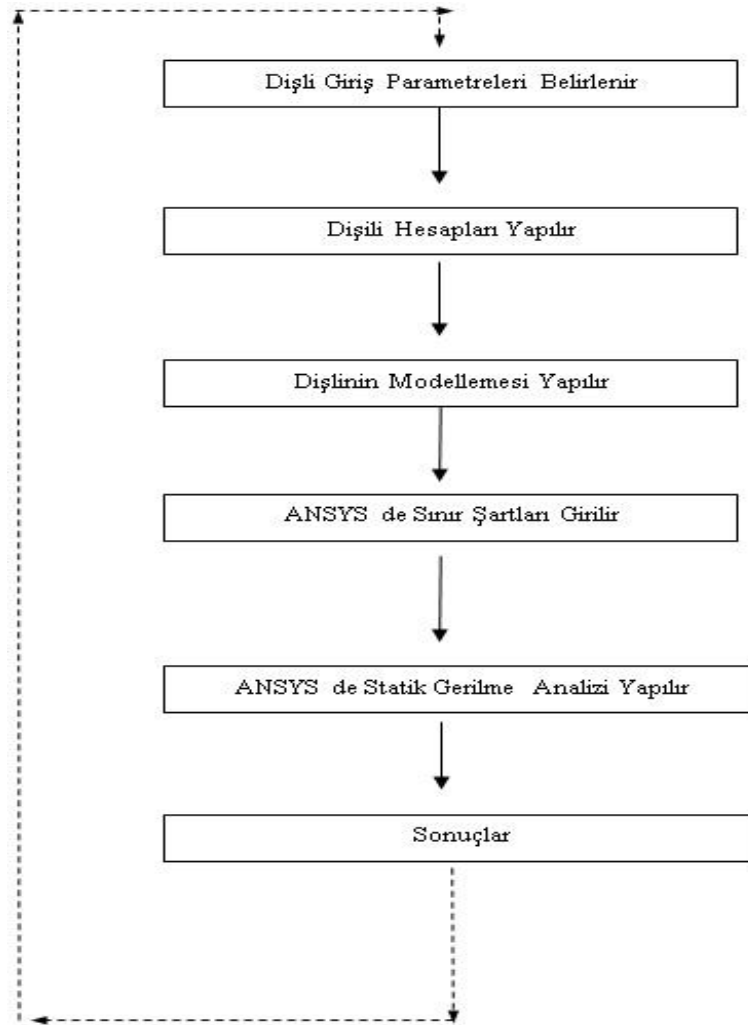 Dişli Giriş Parametreleri Belirlenir
Dişili Hesapları Yapılır
Dişlinin Modellemesi Yapılır
ANSYS de Sınır Şartları Girilir
ANSYS de Statik Gerilme Analizi Yapılır
Sonuçlar